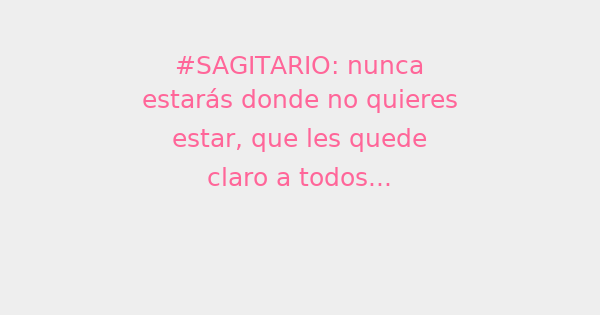 #SAGITARIO: nunca
estarás donde no quieres
estar, que les quede
claro a todos...